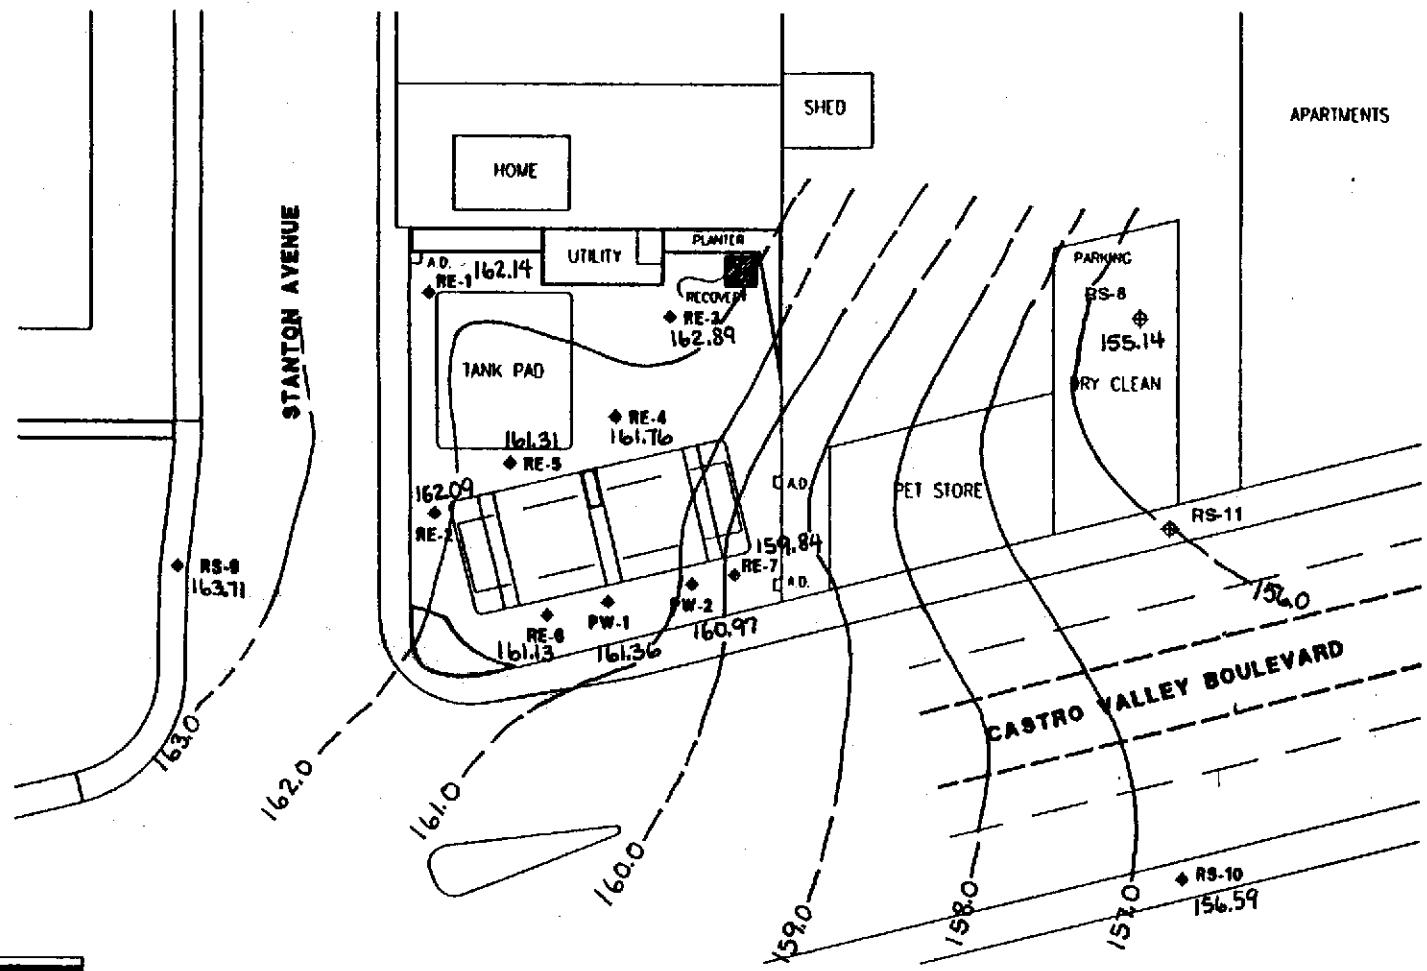 SHED
APARTMENTS
HOME
STANTON AVENUE
PLANTER
UTILITY
A.D.
162.14
RE-1
PARKING
RS-8
RECOVERY
RE-3
162.89
155.14
TANK PAD
DRY CLEAN
RE-4
161.76
161.31
RE-5
162.09
A.D.
PET STORE
RS-11
RE-2
159.84
RS-9
163.71
RE-7
A.D.
156.0
PW-2
PW-1
RE-6
160.97
161.13
161.36
CASTRO VALLEY BOULEVARD
163.0
162.0
161.0
160.0
159.0
158.0
157.0
RS-10
156.59